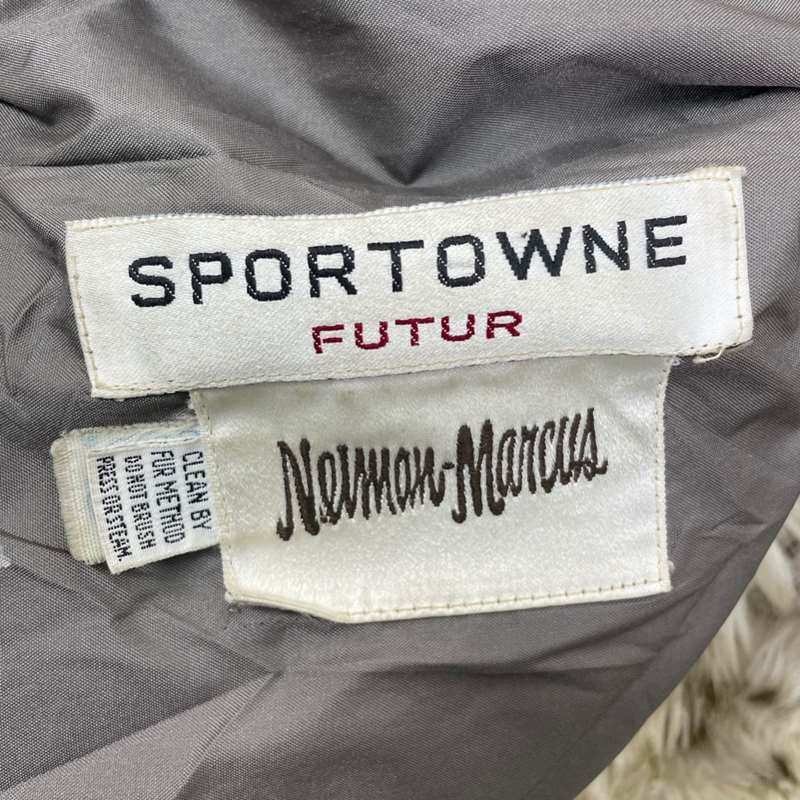 SPORTOWNE
FUTUR
Neiman-Marcus
CLEAN BY
FUR METHOD
DO NOT BRUSH
PRESS OR STEAM.